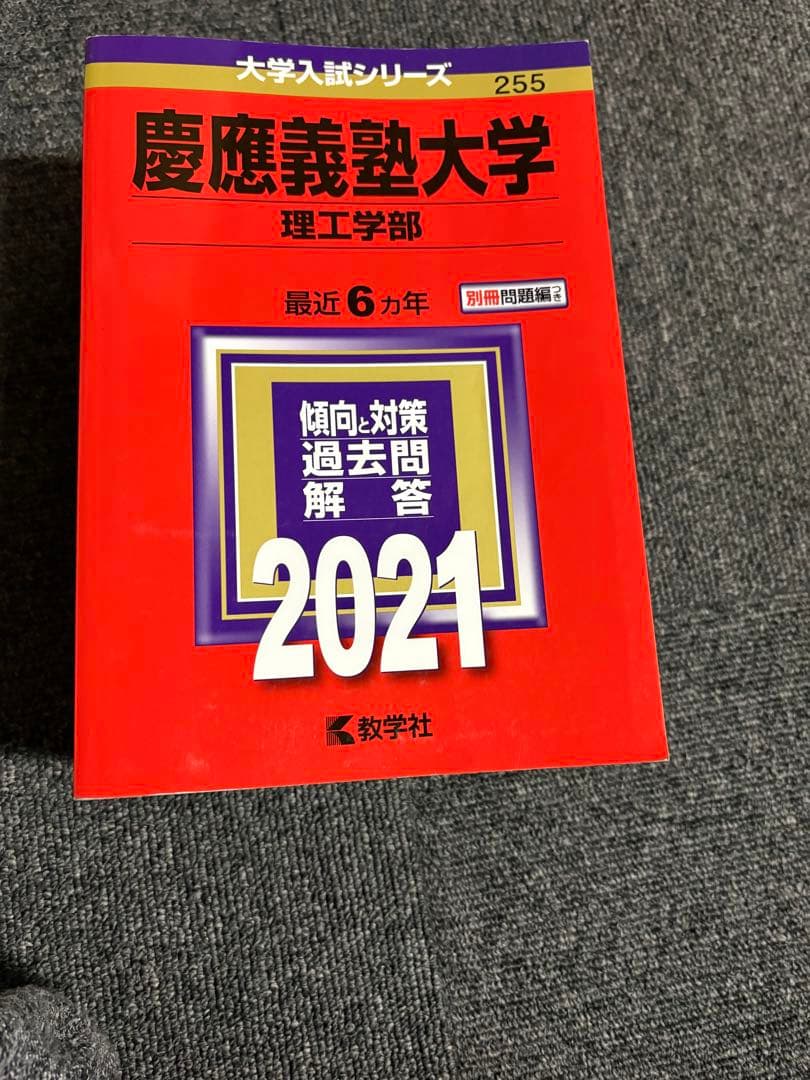 大学入試シリーズ
255
慶應義塾大学
理工学部
最近6カ年
別冊問題編つき
傾向と対策
過去問
解答
2021
教学社